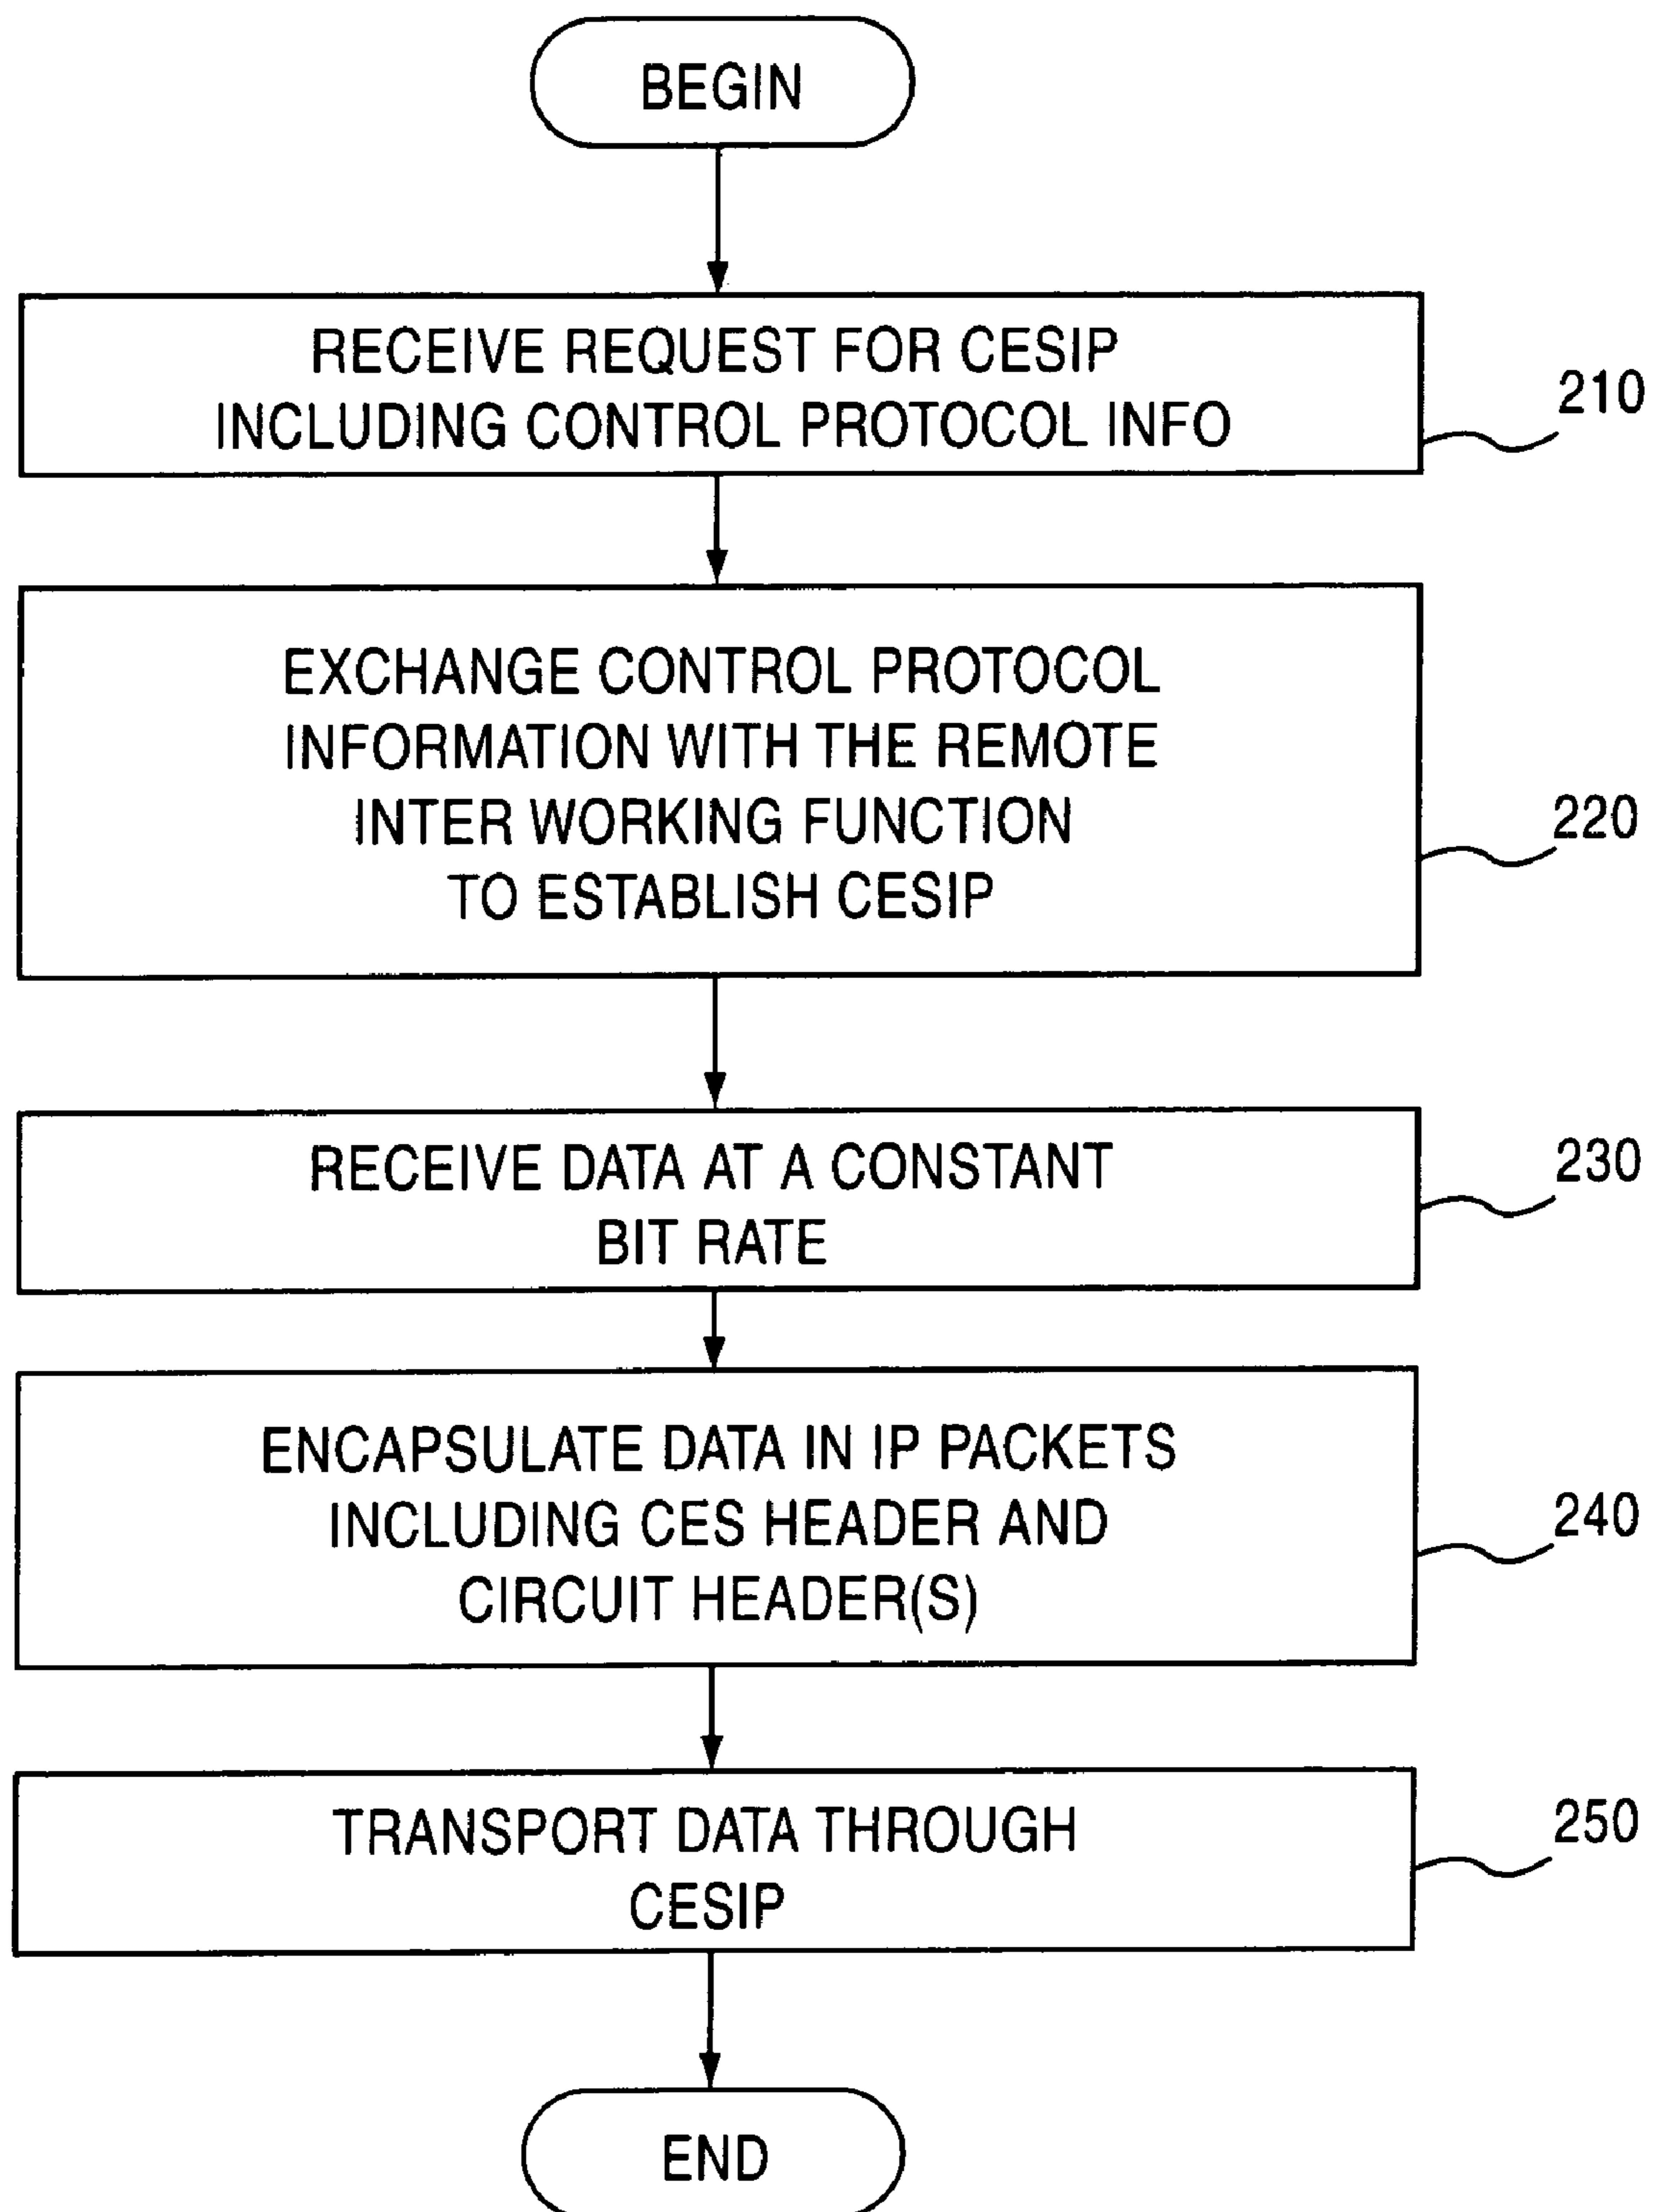 BEGIN
RECEIVE REQUEST FOR CESIP
INCLUDING CONTROL PROTOCOL INFO
210
EXCHANGE CONTROL PROTOCOL
INFORMATION WITH THE REMOTE
INTER WORKING FUNCTION
TO ESTABLISH CESIP
220
RECEIVE DATA AT A CONSTANT
BIT RATE
230
ENCAPSULATE DATA IN IP PACKETS
INCLUDING CES HEADER AND
CIRCUIT HEADER(S)
240
TRANSPORT DATA THROUGH
CESIP
250
END